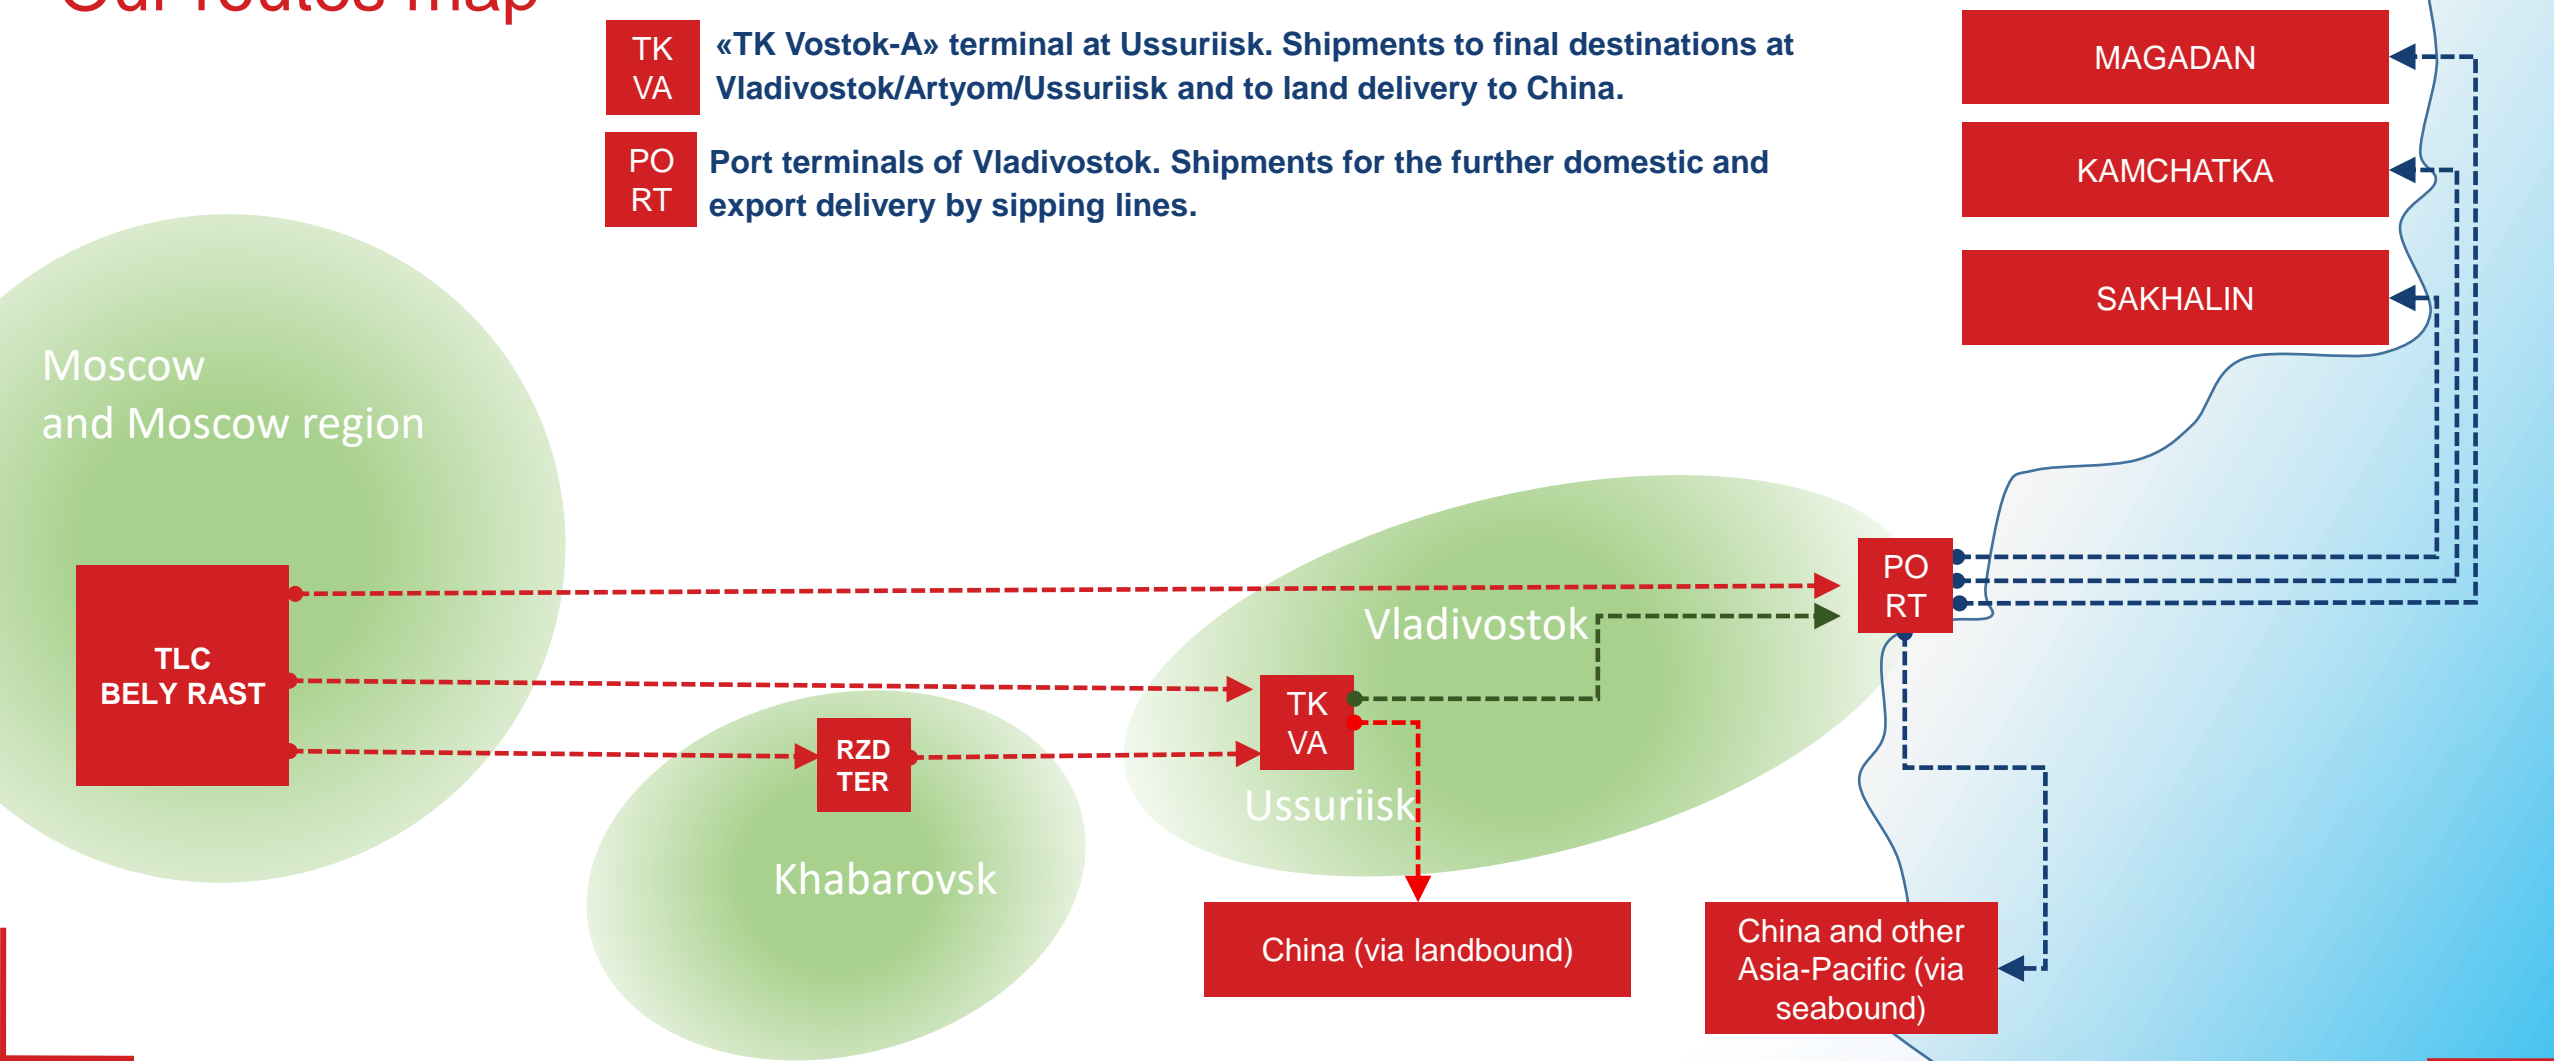 Our routes map
TK
VA
«TK Vostok-A» terminal at Ussuriisk. Shipments to final destinations at
Vladivostok/Artyom/Ussuriisk and to land delivery to China.
PO
RT
Port terminals of Vladivostok. Shipments for the further domestic and
export delivery by sipping lines.
MAGADAN
KAMCHATKA
SAKHALIN
Moscow
and Moscow region
TLC
BELY RAST
RZD
TER
Khabarovsk
Vladivostok
TK
VA
Ussuriisk
PO
RT
China (via landbound)
China and other
Asia-Pacific (via
seabound)